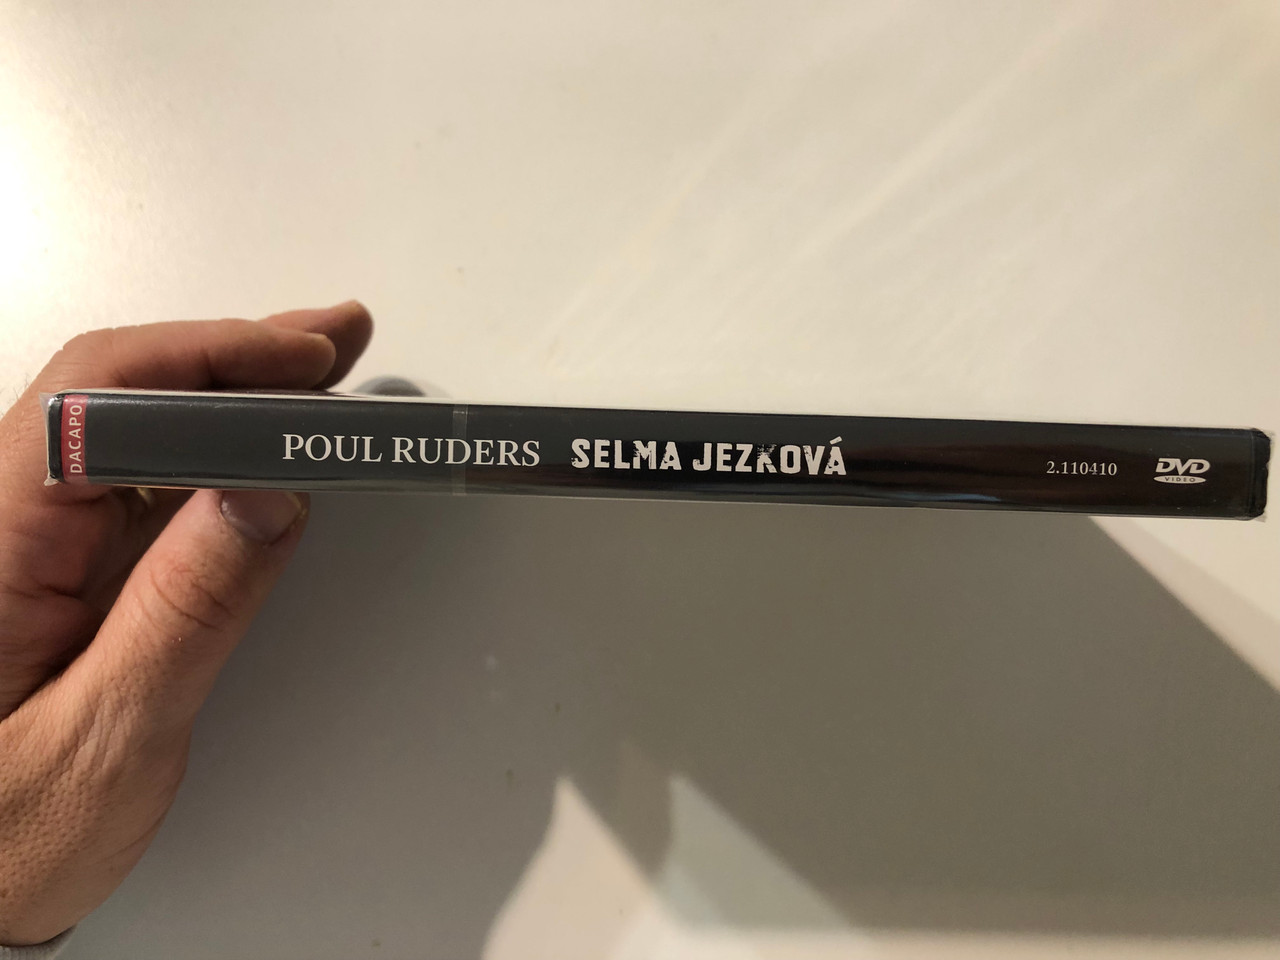 DACAPO
POUL RUDERS SELMA JEZKOVÁ
2.110410
DVD
VIDEO